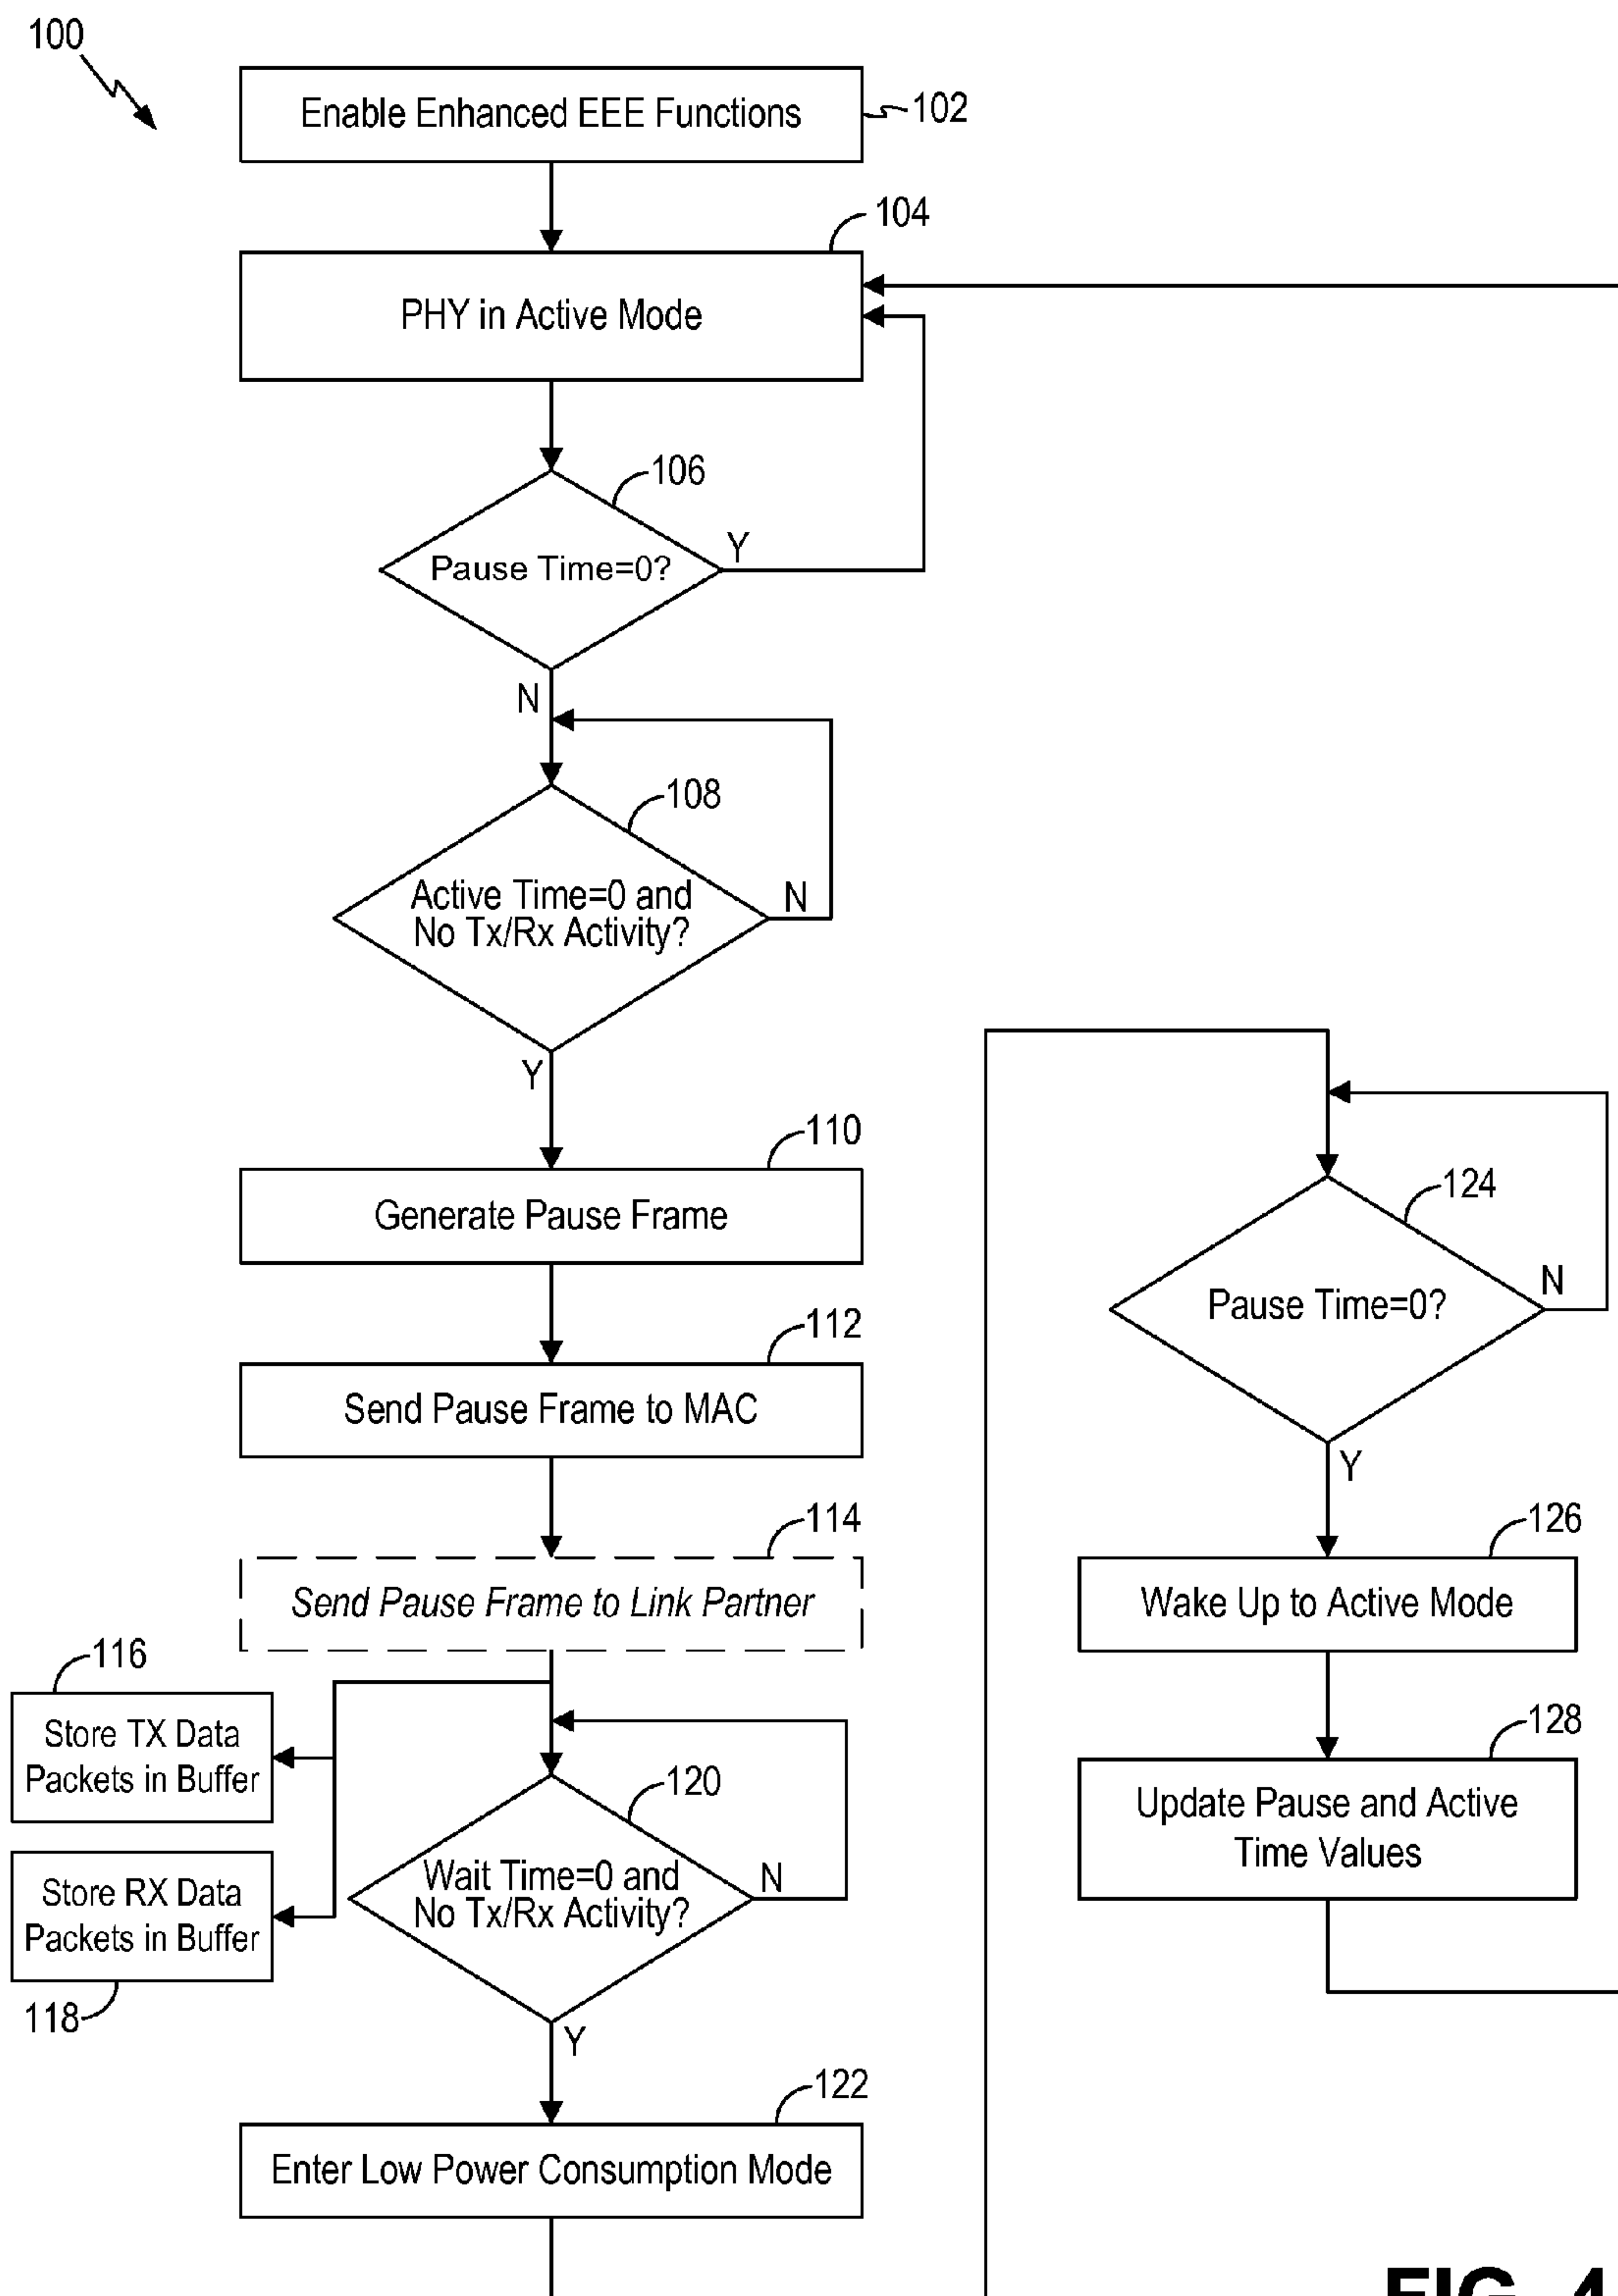 100
Enable Enhanced EEE Functions
102
104
PHY in Active Mode
106
Pause Time=0?
Y
N
108
Active Time=0 and
No Tx/Rx Activity?
N
Y
110
Generate Pause Frame
112
Send Pause Frame to MAC
114
Send Pause Frame to Link Partner
116
Store TX Data
Packets in Buffer
Store RX Data
Packets in Buffer
118
120
Wait Time=0 and
No Tx/Rx Activity?
N
Y
122
Enter Low Power Consumption Mode
124
Pause Time=0?
N
Y
126
Wake Up to Active Mode
128
Update Pause and Active
Time Values
FIG. 4